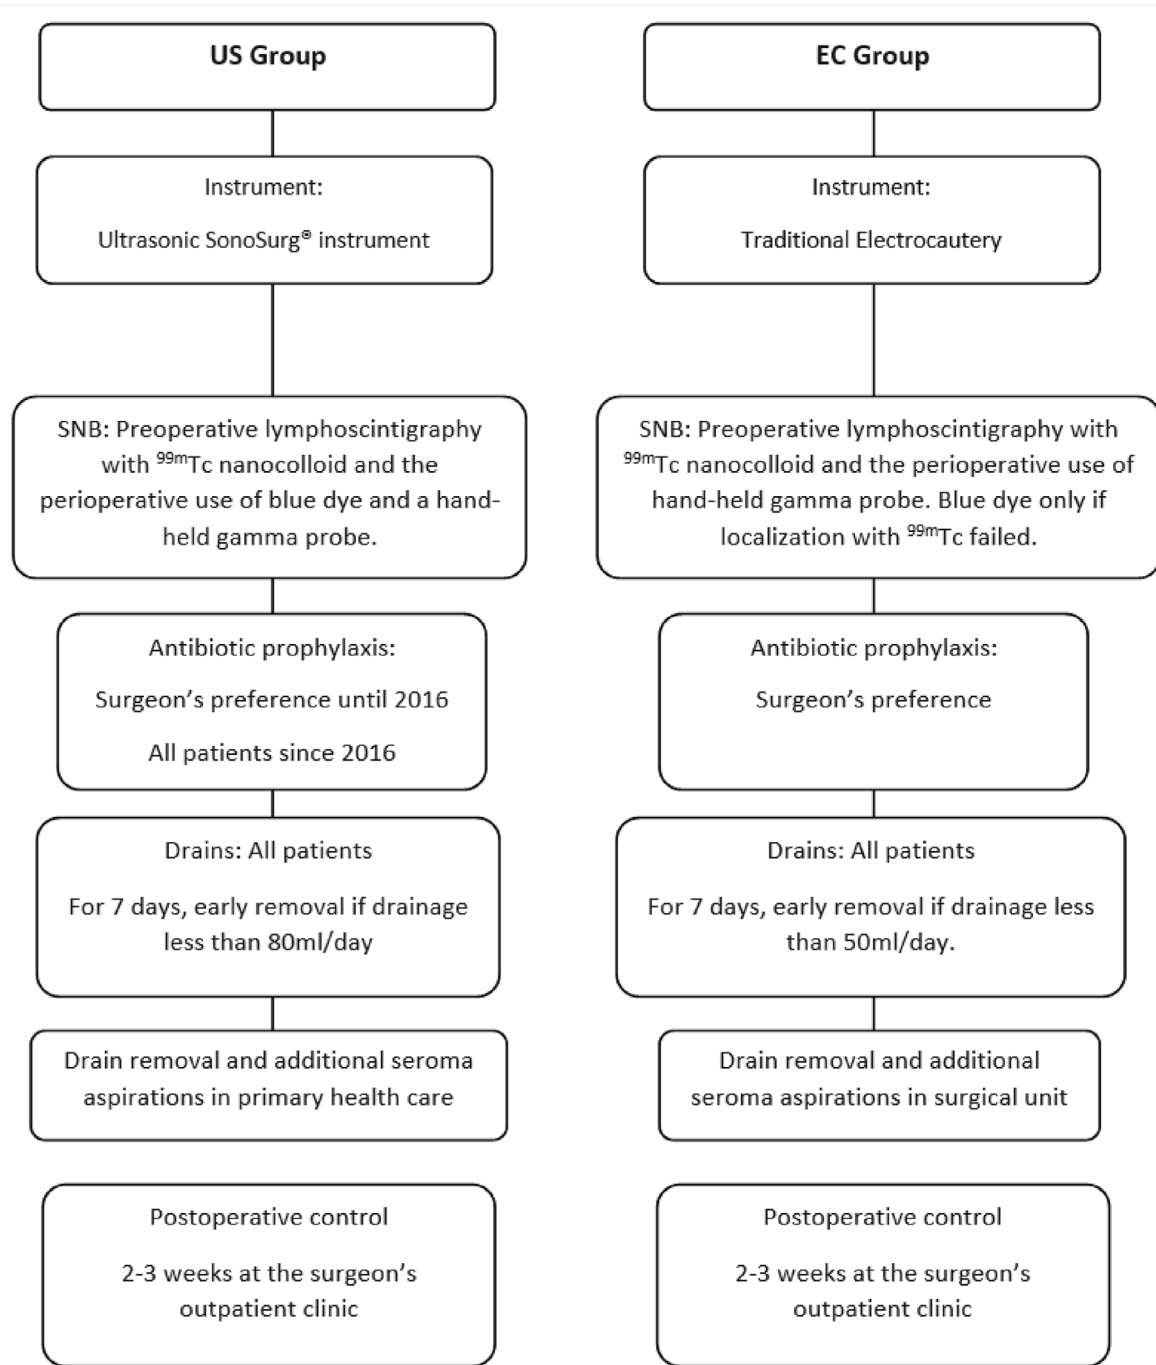 US Group
Instrument:
Ultrasonic SonoSurg® instrument
SNB: Preoperative lymphoscintigraphy
with ⁹⁹ᵐTc nanocolloid and the
perioperative use of blue dye and a hand-
held gamma probe.
Antibiotic prophylaxis:
Surgeon’s preference until 2016
All patients since 2016
Drains: All patients
For 7 days, early removal if drainage
less than 80ml/day
Drain removal and additional seroma
aspirations in primary health care
Postoperative control
2-3 weeks at the surgeon’s
outpatient clinic
EC Group
Instrument:
Traditional Electrocautery
SNB: Preoperative lymphoscintigraphy with
⁹⁹ᵐTc nanocolloid and the perioperative use of
hand-held gamma probe. Blue dye only if
localization with ⁹⁹ᵐTc failed.
Antibiotic prophylaxis:
Surgeon’s preference
Drains: All patients
For 7 days, early removal if drainage less
than 50ml/day.
Drain removal and additional
seroma aspirations in surgical unit
Postoperative control
2-3 weeks at the surgeon’s
outpatient clinic